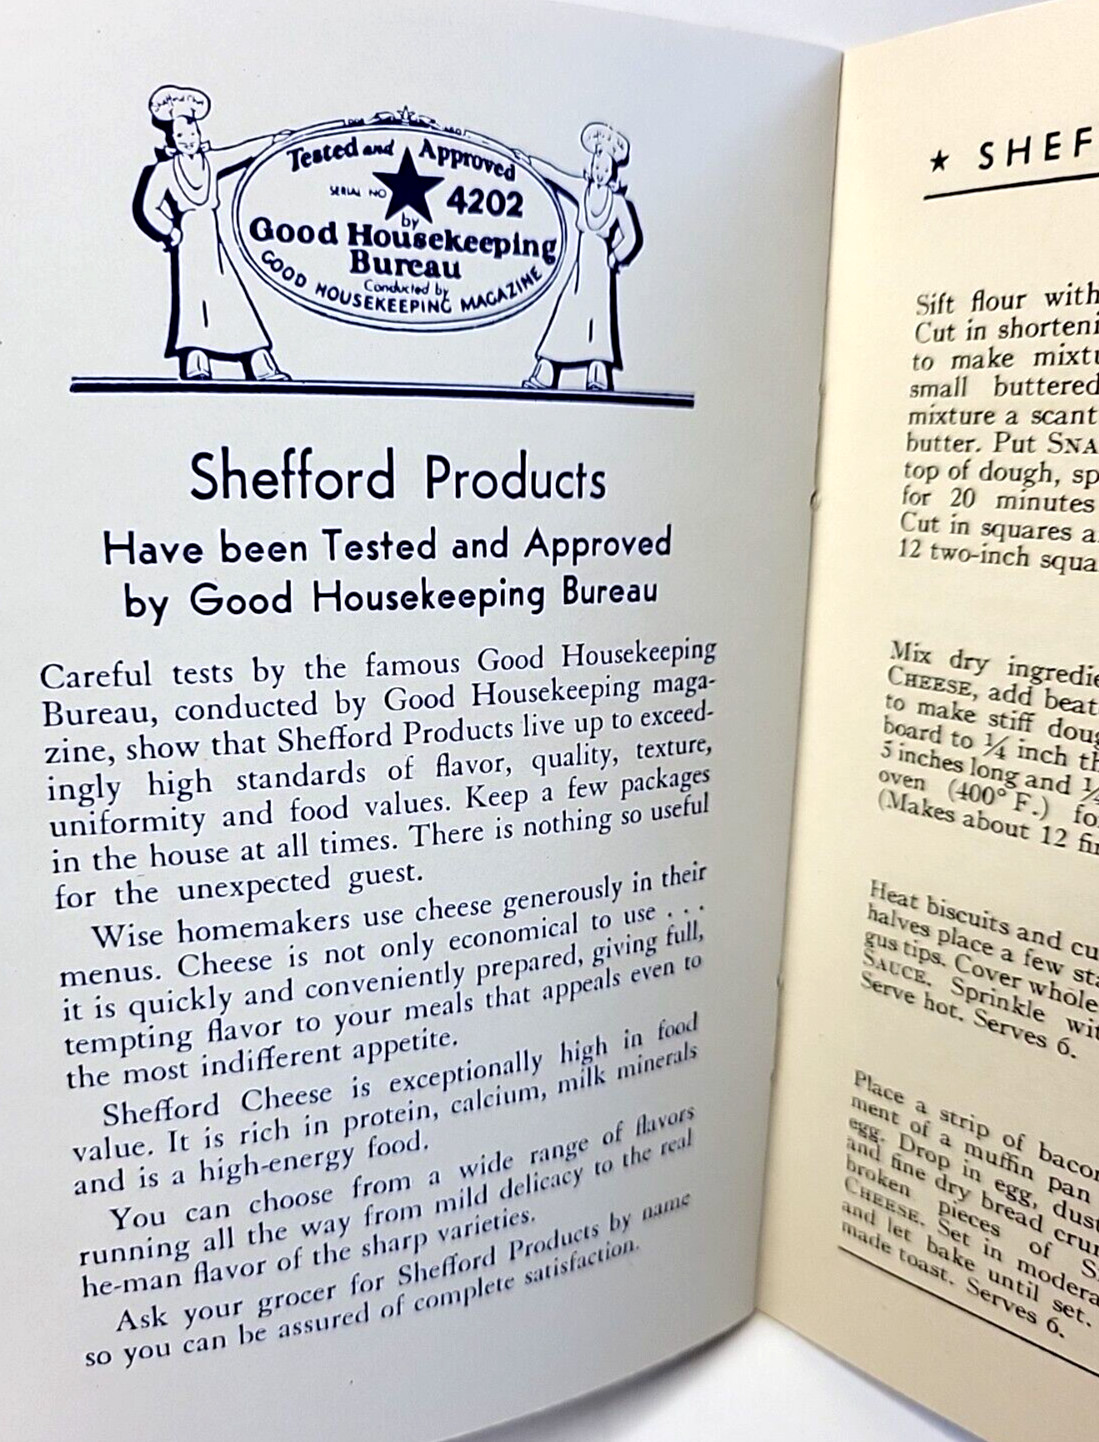 Shefford Chef
Tested and Approved
SERIAL NO 4202
by
Good Housekeeping
Bureau
Conducted by
GOOD HOUSEKEEPING MAGAZINE
Shefford Products
Have been Tested and Approved
by Good Housekeeping Bureau
Careful tests by the famous Good Housekeeping
Bureau, conducted by Good Housekeeping maga-
zine, show that Shefford Products live up to exceed-
ingly high standards of flavor, quality, texture,
uniformity and food values. Keep a few packages
in the house at all times. There is nothing so useful
for the unexpected guest.
Wise homemakers use cheese generously in their
menus. Cheese is not only economical to use . . .
it is quickly and conveniently prepared, giving full,
tempting flavor to your meals that appeals even to
the most indifferent appetite.
Shefford Cheese is exceptionally high in food
value. It is rich in protein, calcium, milk minerals
and is a high-energy food.
You can choose from a wide range of flavors
running all the way from mild delicacy to the real
he-man flavor of the sharp varieties.
Ask your grocer for Shefford Products by name
so you can be assured of complete satisfaction.
★ SHEF
Sift flour with
Cut in shorteni
to make mixtu
small buttered
mixture a scant
butter. Put SNA
top of dough, sp
for 20 minutes
Cut in squares a
12 two-inch squa
Mix dry ingredie
CHEESE, add beat
to make stiff doug
board to ¼ inch th
5 inches long and ¼
oven (400° F.) fo
(Makes about 12 fi
Heat biscuits and cu
halves place a few sta
gus tips. Cover whole
SAUCE. Sprinkle wit
Serve hot. Serves 6.
Place a strip of bacon
ment of a muffin pan
egg. Drop in egg, dust
and fine dry bread crum
broken pieces of S
CHEESE. Set in modera
and let bake until set.
made toast. Serves 6.